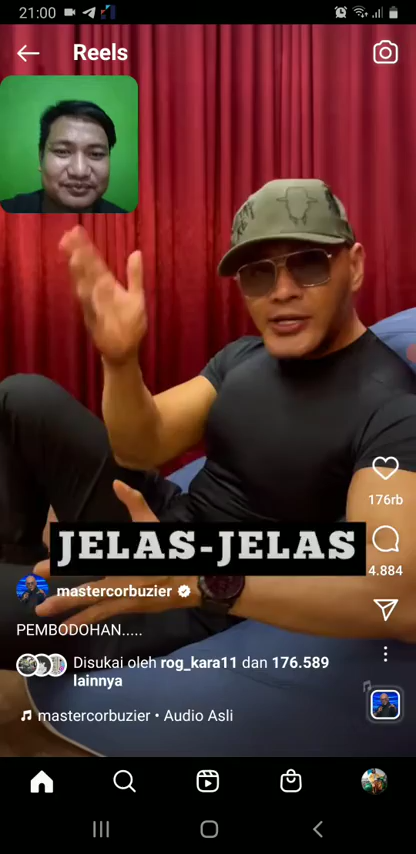 21:00
Reels
JELAS-JELAS
176rb
4.884
mastercorbuzier
PEMBODOHAN.....
Disukai oleh rog_kara11 dan 176.589
lainnya
mastercorbuzier • Audio Asli